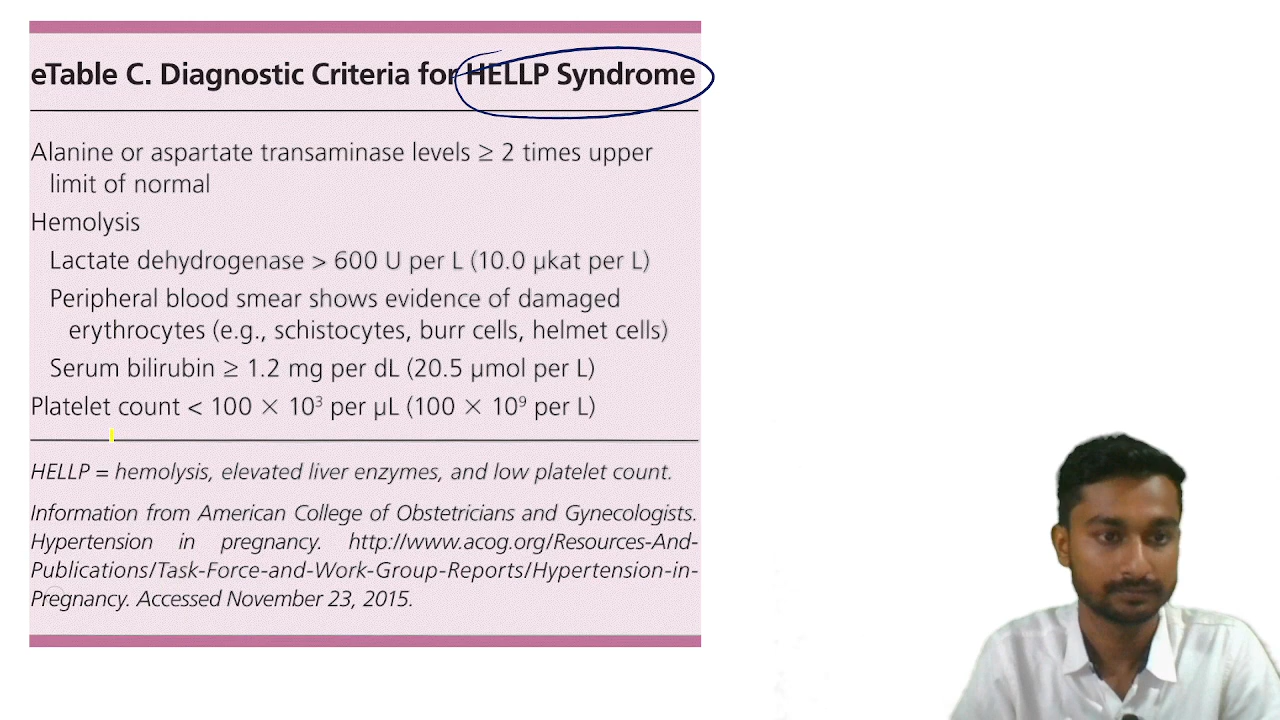 eTable C. Diagnostic Criteria for HELLP Syndrome
Alanine or aspartate transaminase levels ≥ 2 times upper
limit of normal
Hemolysis
Lactate dehydrogenase > 600 U per L (10.0 µkat per L)
Peripheral blood smear shows evidence of damaged
erythrocytes (e.g., schistocytes, burr cells, helmet cells)
Serum bilirubin ≥ 1.2 mg per dL (20.5 µmol per L)
Platelet count < 100 × 10³ per µL (100 × 10⁹ per L)
HELLP = hemolysis, elevated liver enzymes, and low platelet count.
Information from American College of Obstetricians and Gynecologists.
Hypertension in pregnancy. http://www.acog.org/Resources-And-
Publications/Task-Force-and-Work-Group-Reports/Hypertension-in-
Pregnancy. Accessed November 23, 2015.